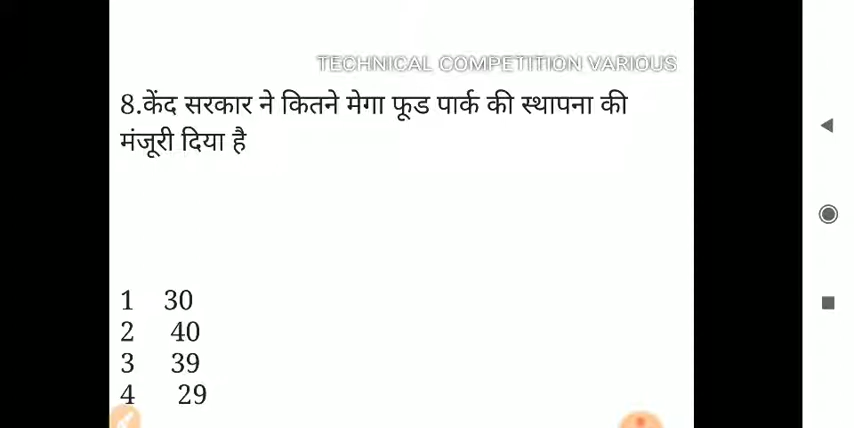 TECHNICAL COMPETITION VARIOUS
8.केंद सरकार ने कितने मेगा फूड पार्क की स्थापना की
मंजूरी दिया है
1 30
2 40
3 39
4 29